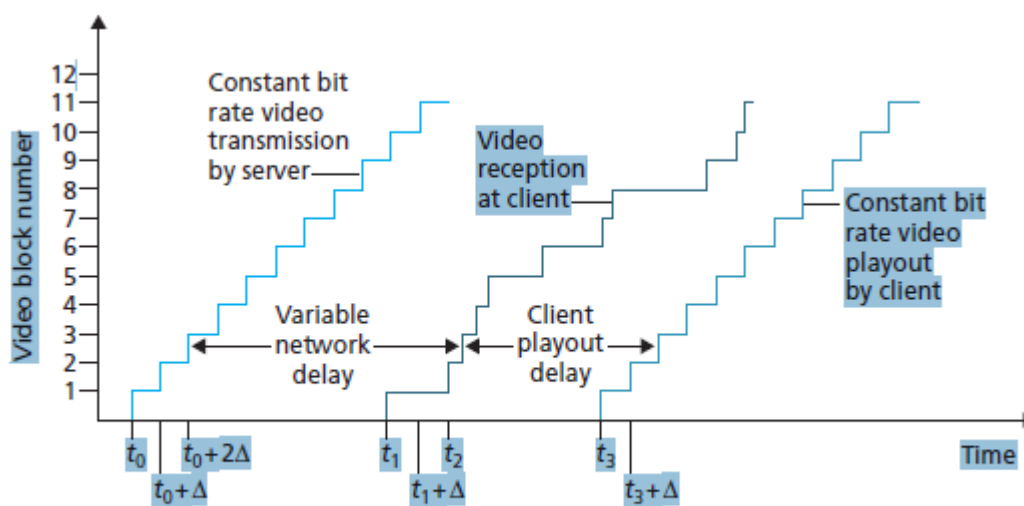 Video block number
12
11
10
9
8
7
6
5
4
3
2
1
Constant bit
rate video
transmission
by server
Video
reception
at client
Constant bit
rate video
playout
by client
Variable
network
delay
Client
playout
delay
t₀
t₀+Δ
t₀+2Δ
t₁
t₁+Δ
t₂
t₃
t₃+Δ
Time